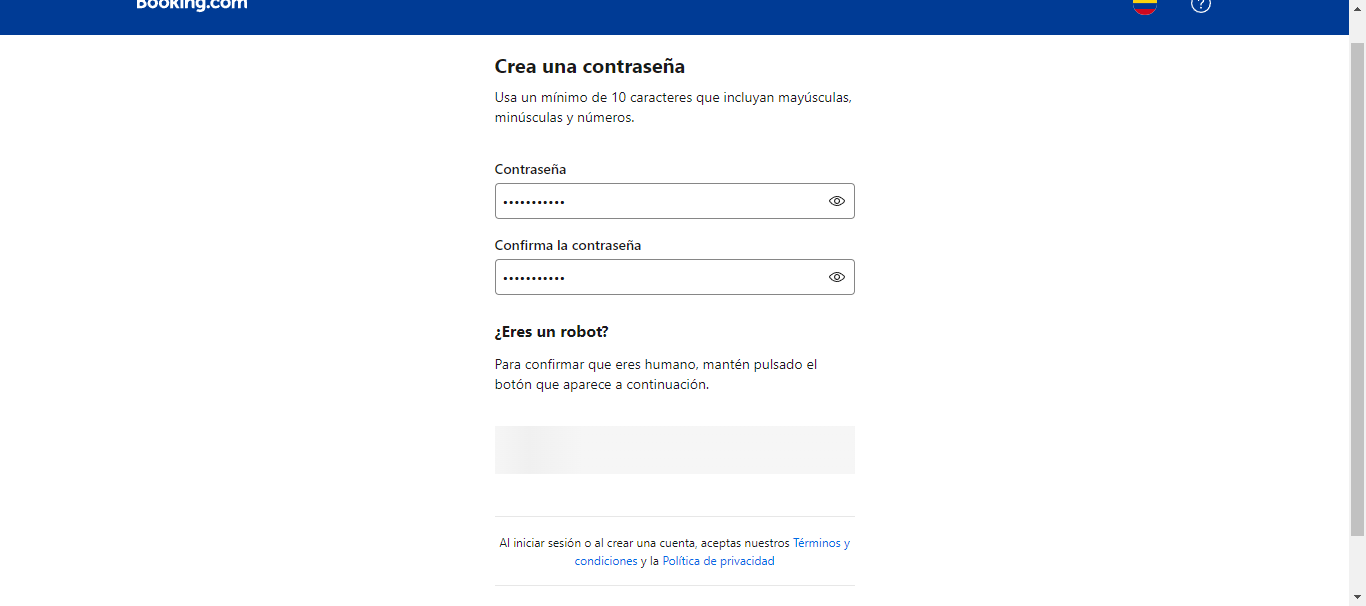 Booking.com
Crea una contraseña
Usa un mínimo de 10 caracteres que incluyan mayúsculas,
minúsculas y números.
Contraseña
•••••••••••
Confirma la contraseña
•••••••••••
¿Eres un robot?
Para confirmar que eres humano, mantén pulsado el
botón que aparece a continuación.
Al iniciar sesión o al crear una cuenta, aceptas nuestros Términos y
condiciones y la Política de privacidad